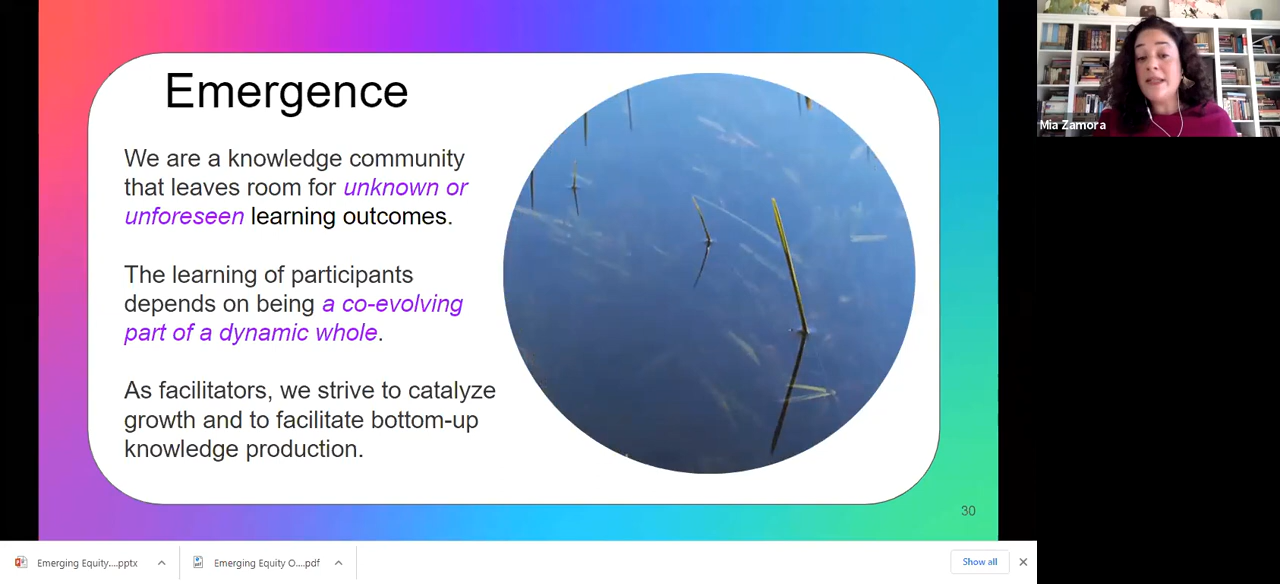 Emergence
We are a knowledge community
that leaves room for unknown or
unforeseen learning outcomes.
The learning of participants
depends on being a co-evolving
part of a dynamic whole.
As facilitators, we strive to catalyze
growth and to facilitate bottom-up
knowledge production.
30
Mia Zamora
Emerging Equity....pptx
Emerging Equity O....pdf
Show all